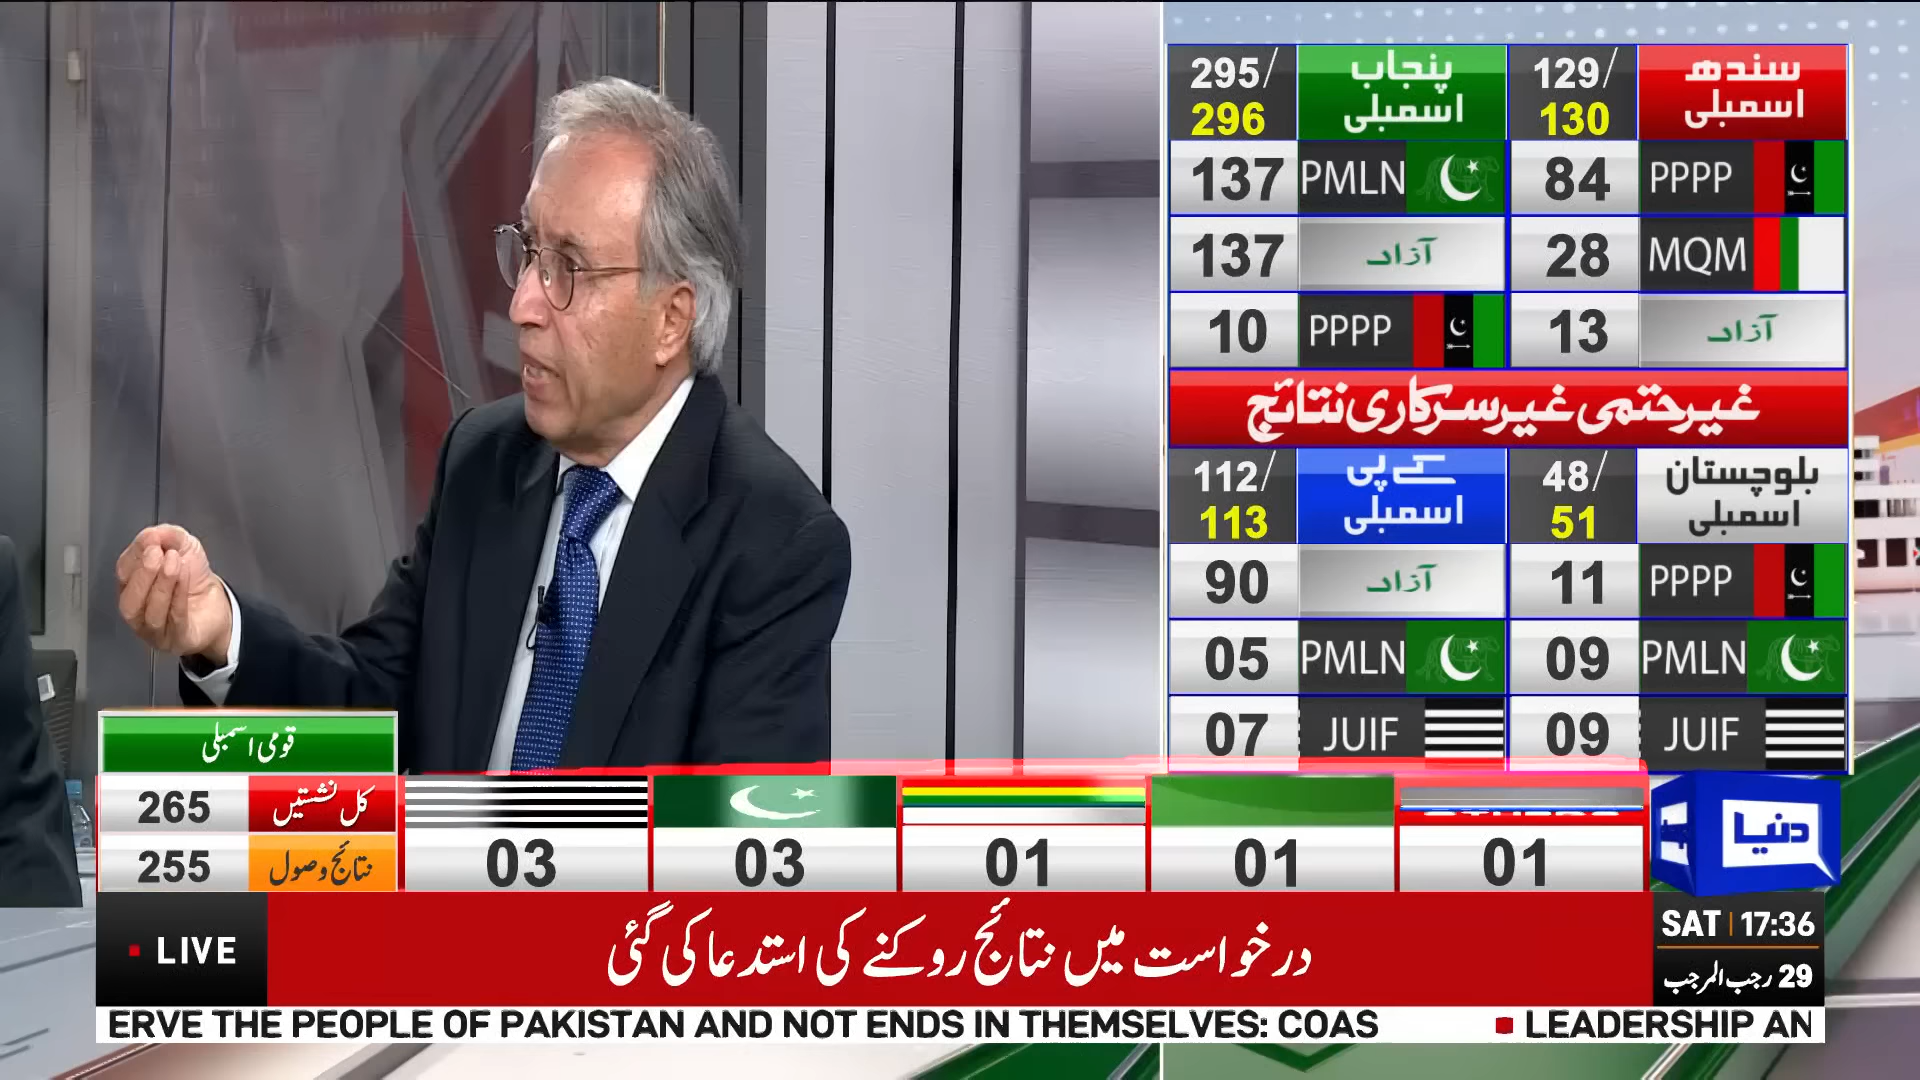 295/
296
پنجاب
اسمبلی
129/
130
سندھ
اسمبلی
137 PMLN
84 PPPP
137 آزاد
28 MQM
10 PPPP
13 آزاد
غیرحتمی غیرسرکاری نتائج
112/
113
کے پی
اسمبلی
48/
51
بلوچستان
اسمبلی
90 آزاد
11 PPPP
05 PMLN
09 PMLN
07 JUIF
09 JUIF
قومی اسمبلی
265 کل نشستیں
255 نتائج وصول
03
03
01
01
01
دنیا
LIVE
درخواست میں نتائج روکنے کی استدعا کی گئی
SAT | 17:36
29 رجب المرجب
ERVE THE PEOPLE OF PAKISTAN AND NOT ENDS IN THEMSELVES: COAS
LEADERSHIP AN